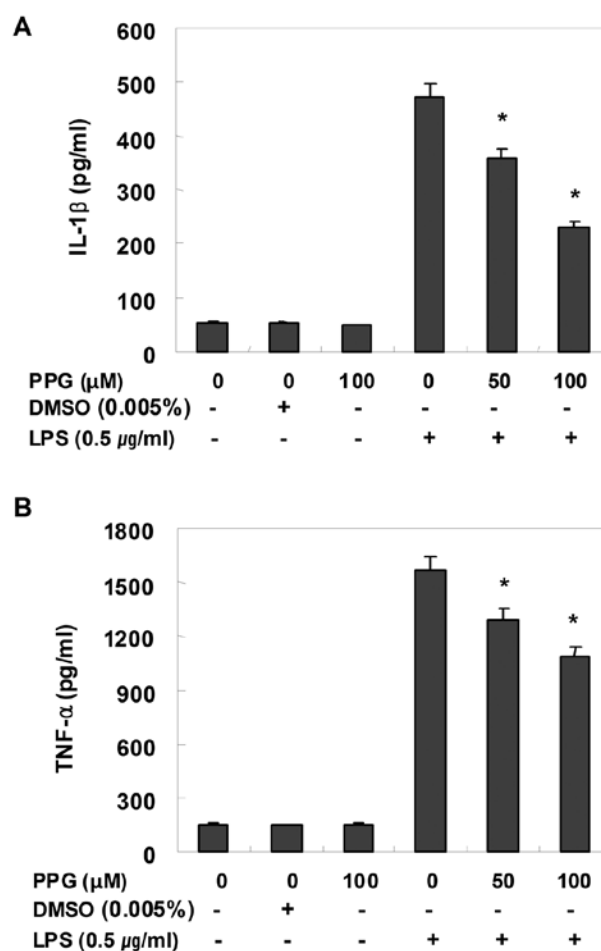 A
600
500
400
300
200
100
0
IL-1β (pg/ml)
*
*
PPG (µM) 0 0 100 0 50 100
DMSO (0.005%) - + - - - -
LPS (0.5 µg/ml) - - - + + +
B
1800
1500
1200
900
600
300
0
TNF-α (pg/ml)
*
*
PPG (µM) 0 0 100 0 50 100
DMSO (0.005%) - + - - - -
LPS (0.5 µg/ml) - - - + + +